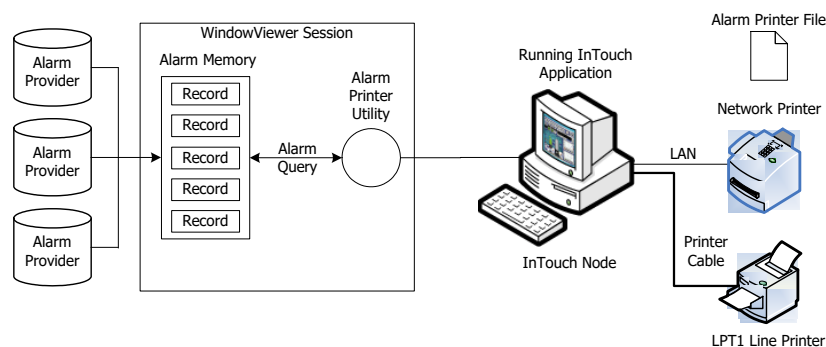 Alarm
Provider
Alarm
Provider
Alarm
Provider
WindowViewer Session
Alarm Memory
Record
Record
Record
Record
Record
Alarm
Query
Alarm
Printer
Utility
Running InTouch
Application
InTouch Node
Alarm Printer File
Network Printer
LAN
Printer
Cable
LPT1 Line Printer